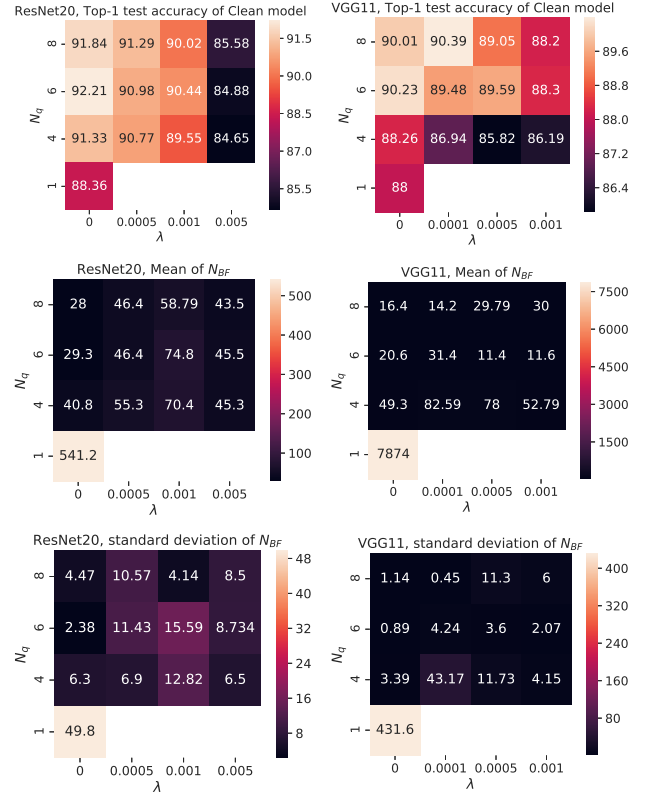 ResNet20, Top-1 test accuracy of Clean model
8 91.84 91.29 90.02 85.58
6 92.21 90.98 90.44 84.88
4 91.33 90.77 89.55 84.65
1 88.36
0 0.0005 0.001 0.005
λ
N_q
92.5 
91.5
90.0
88.5
87.0
85.5
VGG11, Top-1 test accuracy of Clean model
8 90.01 90.39 89.05 88.2
6 90.23 89.48 89.59 88.3
4 88.26 86.94 85.82 86.19
1 88
0 0.0001 0.0005 0.001
λ
89.6
88.8
88.0
87.2
86.4
ResNet20, Mean of N_BF
8 28 46.4 58.79 43.5
6 29.3 46.4 74.8 45.5
4 40.8 55.3 70.4 45.3
1 541.2
0 0.0005 0.001 0.005
λ
N_q
500
400
300
200
100
VGG11, Mean of N_BF
8 16.4 14.2 29.79 30
6 20.6 31.4 11.4 11.6
4 49.3 82.59 78 52.79
1 7874
0 0.0001 0.0005 0.001
λ
N_q
7500
6000
4500
3000
1500
ResNet20, standard deviation of N_BF
8 4.47 10.57 4.14 8.5
6 2.38 11.43 15.59 8.734
4 6.3 6.9 12.82 6.5
1 49.8
0 0.0005 0.001 0.005
λ
N_q
48
40
32
24
16
8
VGG11, standard deviation of N_BF
8 1.14 0.45 11.3 6
6 0.89 4.24 3.6 2.07
4 3.39 43.17 11.73 4.15
1 431.6
0 0.0001 0.0005 0.001
λ
N_q
400
320
240
160
80